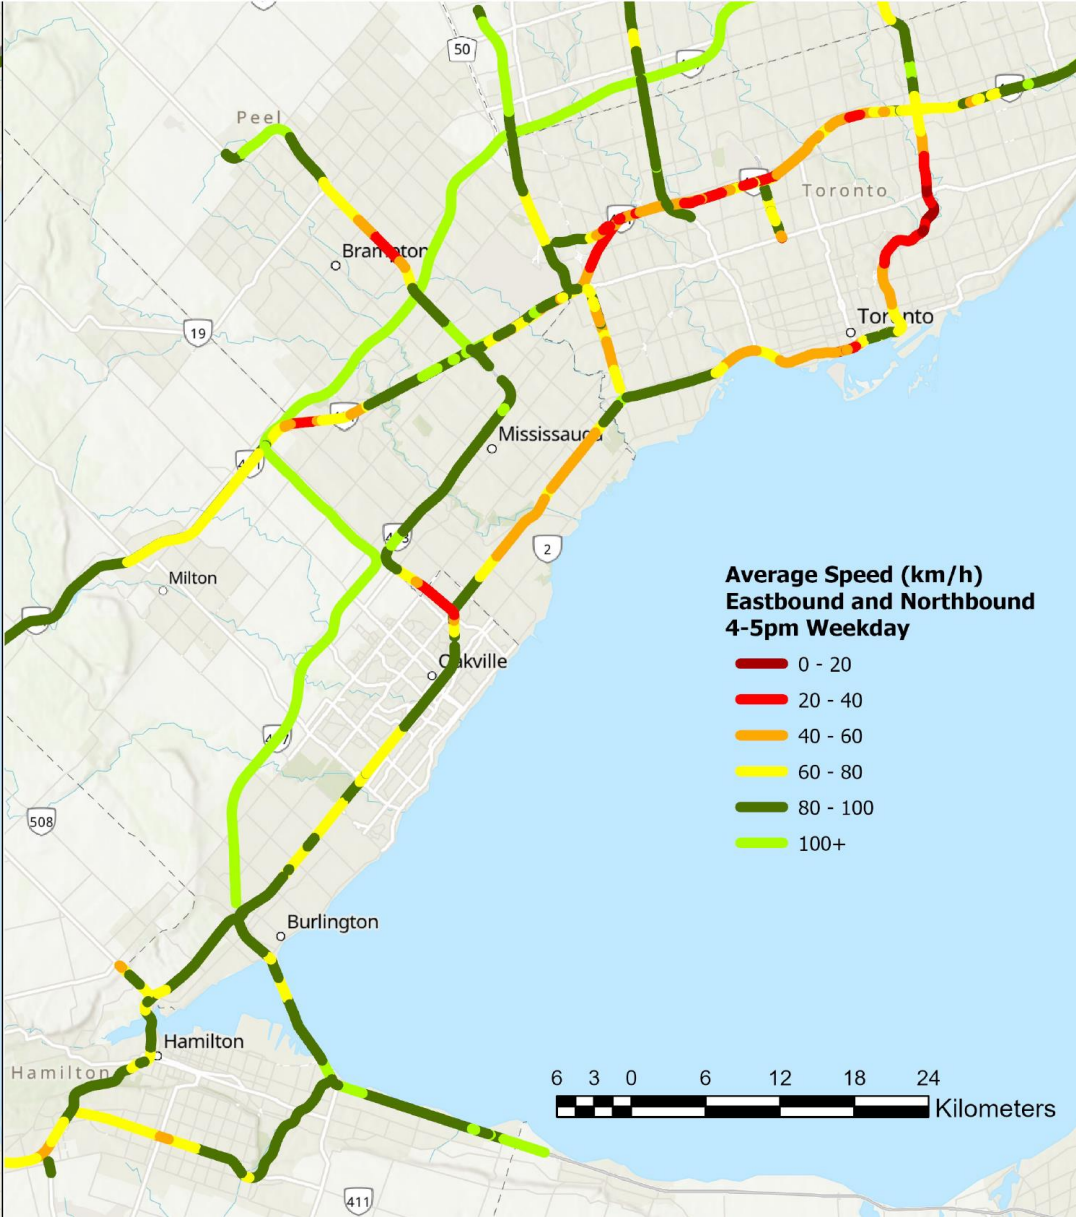 50
Peel
Toronto
Brampton
19
Toronto
Mississauga
2
Milton
Average Speed (km/h)
Eastbound and Northbound
4-5pm Weekday
0 - 20
20 - 40
40 - 60
60 - 80
80 - 100
100+
Oakville
508
Burlington
Hamilton
Hamilton
6 3 0 6 12 18 24
Kilometers
411